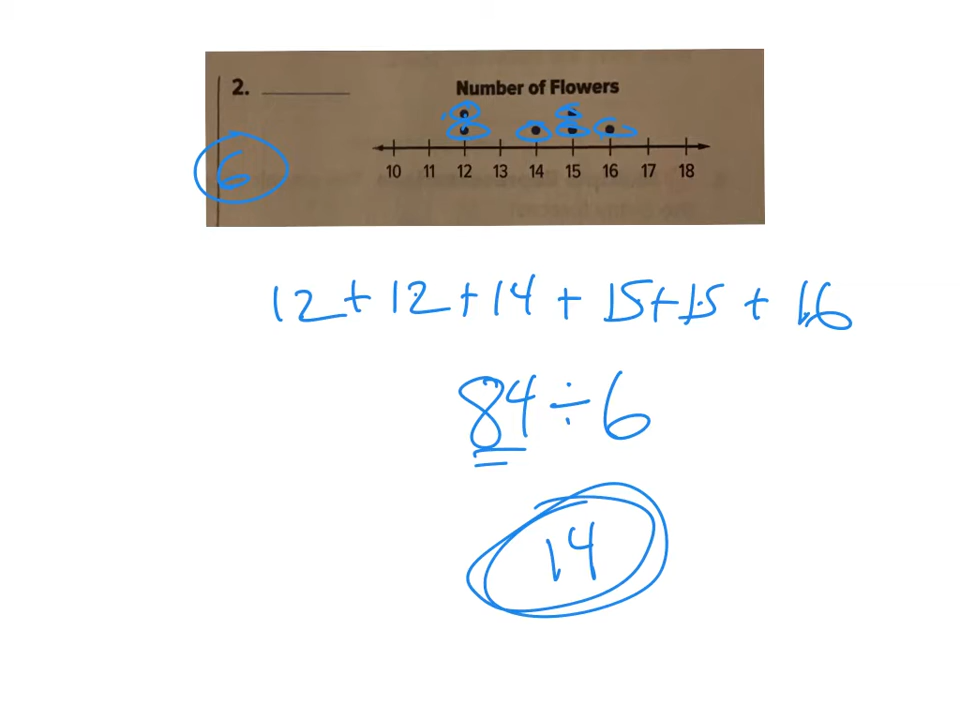 2. ________ Number of Flowers
10 11 12 13 14 15 16 17 18
6
12 + 12 + 14 + 15 + 15 + 16
84 ÷ 6
14